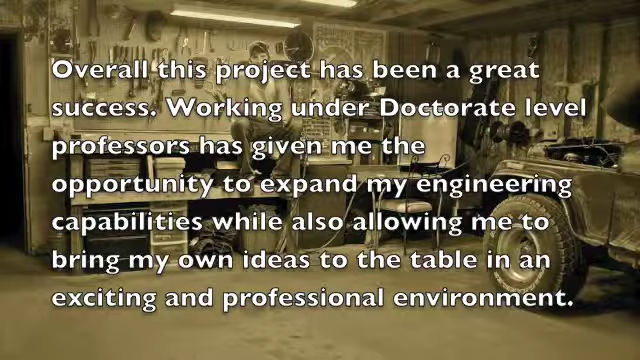 Overall this project has been a great
success. Working under Doctorate level
professors has given me the
opportunity to expand my engineering
capabilities while also allowing me to
bring my own ideas to the table in an
exciting and professional environment.